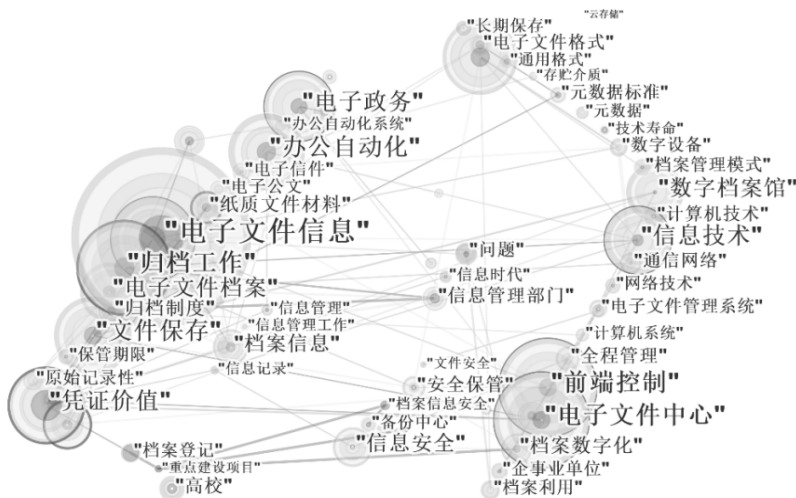 "云存储"
"长期保存"
"电子文件格式"
"通用格式"
"存贮介质"
"元数据标准"
"电子政务"
"元数据"
"办公自动化系统"
"技术寿命"
"办公自动化"
"数字设备"
"电子信件"
"档案管理模式"
"电子公文"
"数字档案馆"
"纸质文件材料"
"计算机技术"
"电子文件信息"
"信息技术"
"问题"
"归档工作"
"通信网络"
"信息时代"
"电子文件档案"
"网络技术"
"信息管理部门"
"归档制度"
"信息管理"
"电子文件管理系统"
"文件保存"
"信息管理工作"
"计算机系统"
"档案信息"
"保管期限"
"全程管理"
"文件安全"
"信息记录"
"原始记录性"
"安全保管"
"前端控制"
"凭证价值"
"档案信息安全"
"电子文件中心"
"备份中心"
"信息安全"
"档案登记"
"档案数字化"
"重点建设项目"
"企事业单位"
"高校"
"档案利用"